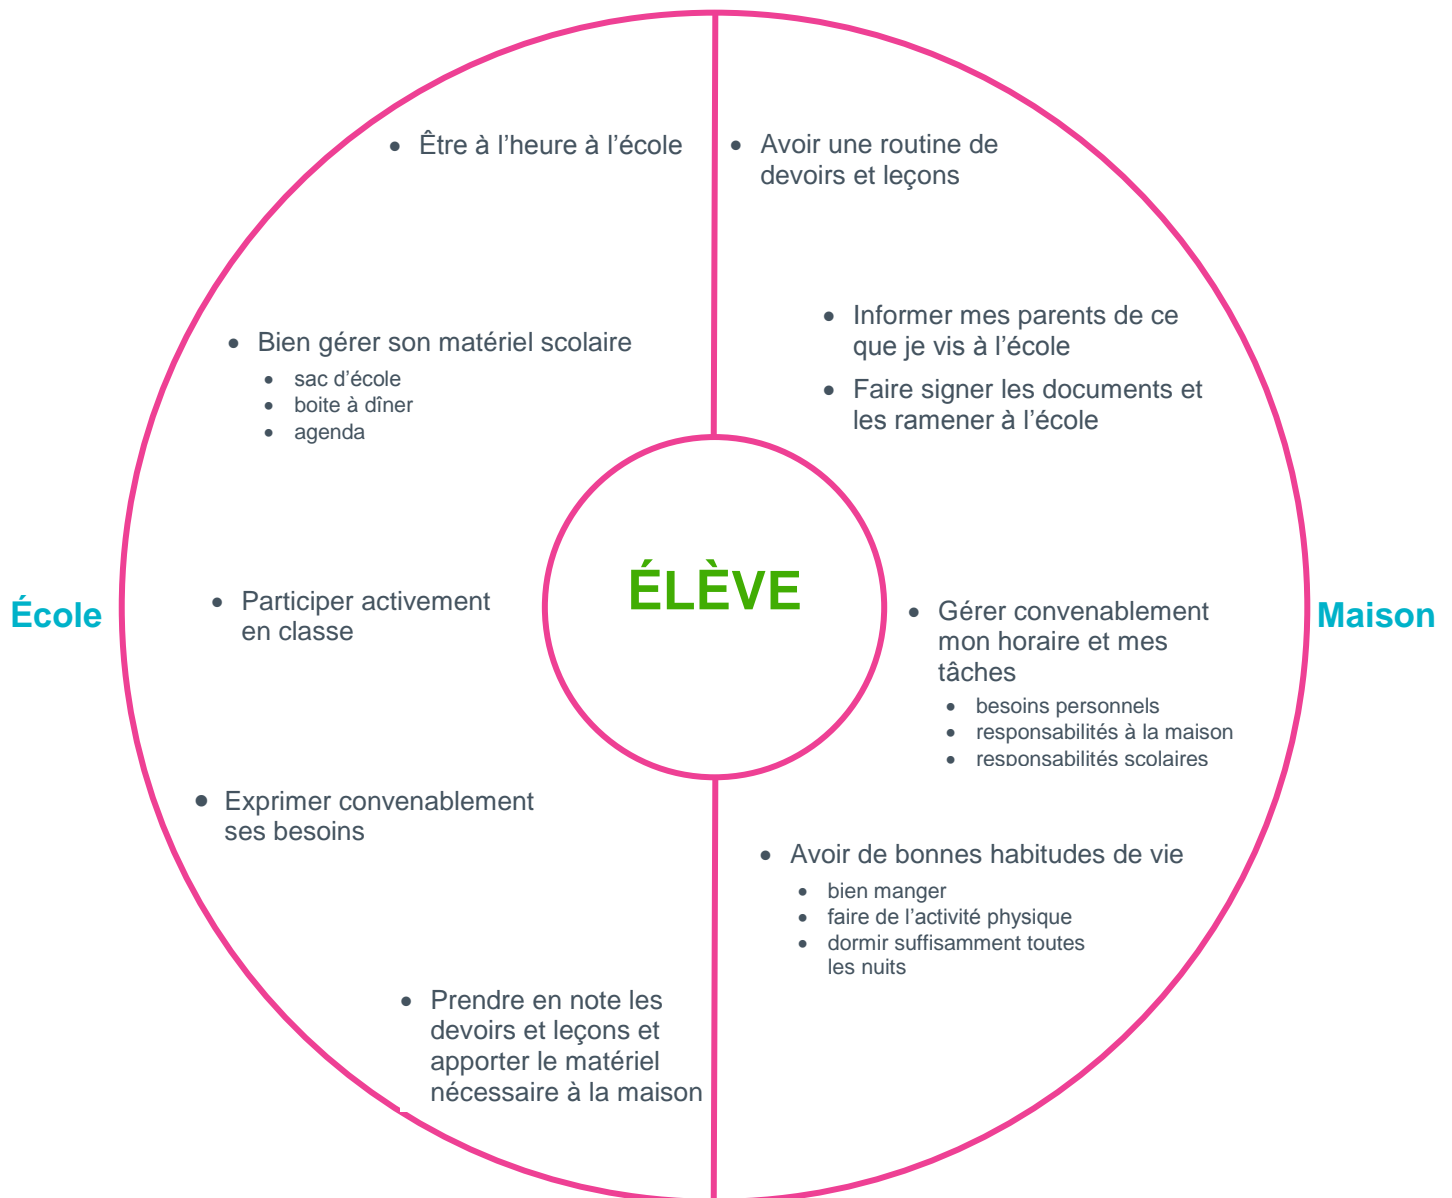 Être à l'heure à l'école
Bien gérer son matériel scolaire
sac d'école
boite à dîner
agenda
École
Participer activement
en classe
Exprimer convenablement
ses besoins
Prendre en note les
devoirs et leçons et
apporter le matériel
nécessaire à la maison
ÉLÈVE
Avoir une routine de
devoirs et leçons
Informer mes parents de ce
que je vis à l'école
Faire signer les documents et
les ramener à l'école
Maison
Gérer convenablement
mon horaire et mes
tâches
besoins personnels
responsabilités à la maison
responsabilités scolaires
Avoir de bonnes habitudes de vie
bien manger
faire de l'activité physique
dormir suffisamment toutes
les nuits